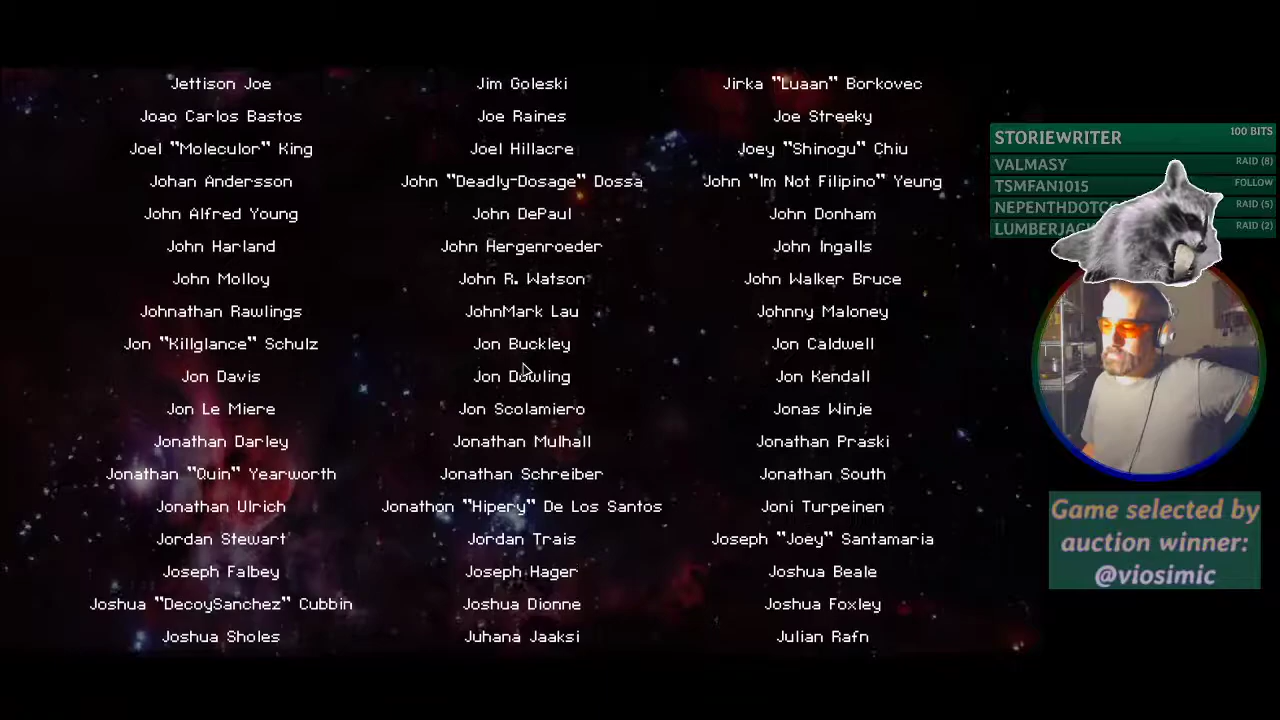 Jettison Joe
Jim Goleski
Jirka "Luaan" Borkovec
Joao Carlos Bastos
Joe Raines
Joe Streeky
Joel "Moleculor" King
Joel Hillacre
Joey "Shinogu" Chiu
Johan Andersson
John "Deadly-Dosage" Dossa
John "Im Not Filipino" Yeung
John Alfred Young
John DePaul
John Donham
John Harland
John Hergenroeder
John Ingalls
John Molloy
John R. Watson
John Walker Bruce
Johnathan Rawlings
JohnMark Lau
Johnny Maloney
Jon "Killglance" Schulz
Jon Buckley
Jon Caldwell
Jon Davis
Jon Dowling
Jon Kendall
Jon Le Miere
Jon Scolamiero
Jonas Winje
Jonathan Darley
Jonathan Mulhall
Jonathan Praski
Jonathan "Quin" Yearworth
Jonathan Schreiber
Jonathan South
Jonathan Ulrich
Jonathon "Hipery" De Los Santos
Joni Turpeinen
Jordan Stewart
Jordan Trais
Joseph "Joey" Santamaria
Joseph Falbey
Joseph Hager
Joshua Beale
Joshua "DecoySanchez" Cubbin
Joshua Dionne
Joshua Foxley
Joshua Sholes
Juhana Jaaksi
Julian Rafn
STORIEWRITER 100 BITS
VALMASY RAID (8)
TSMFAN1015 FOLLOW
RAID (5)
RAID (2)
Game selected by
auction winner:
@viosimic